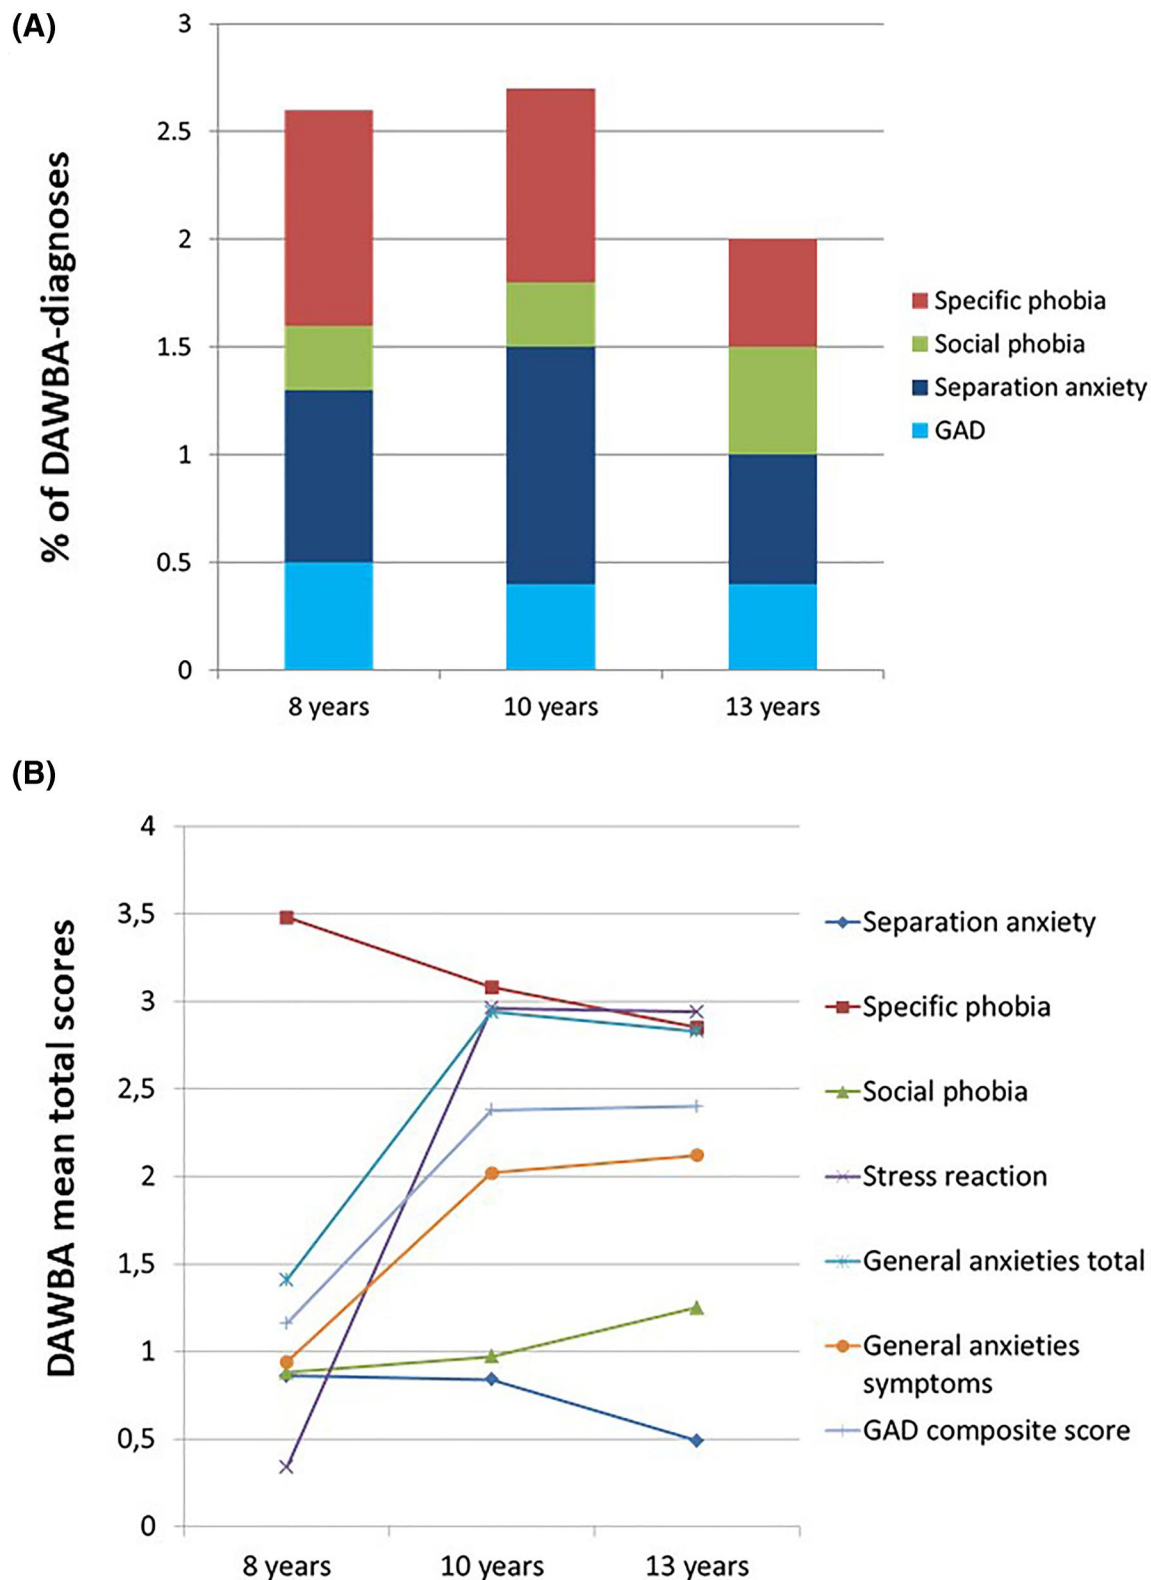 (A)
% of DAWBA-diagnoses
3
2.5
2
1.5
1
0.5
0
8 years
10 years
13 years
Specific phobia
Social phobia
Separation anxiety
GAD
(B)
DAWBA mean total scores
4
3,5
3
2,5
2
1,5
1
0,5
0
8 years
10 years
13 years
Separation anxiety
Specific phobia
Social phobia
Stress reaction
General anxieties total
General anxieties
symptoms
GAD composite score